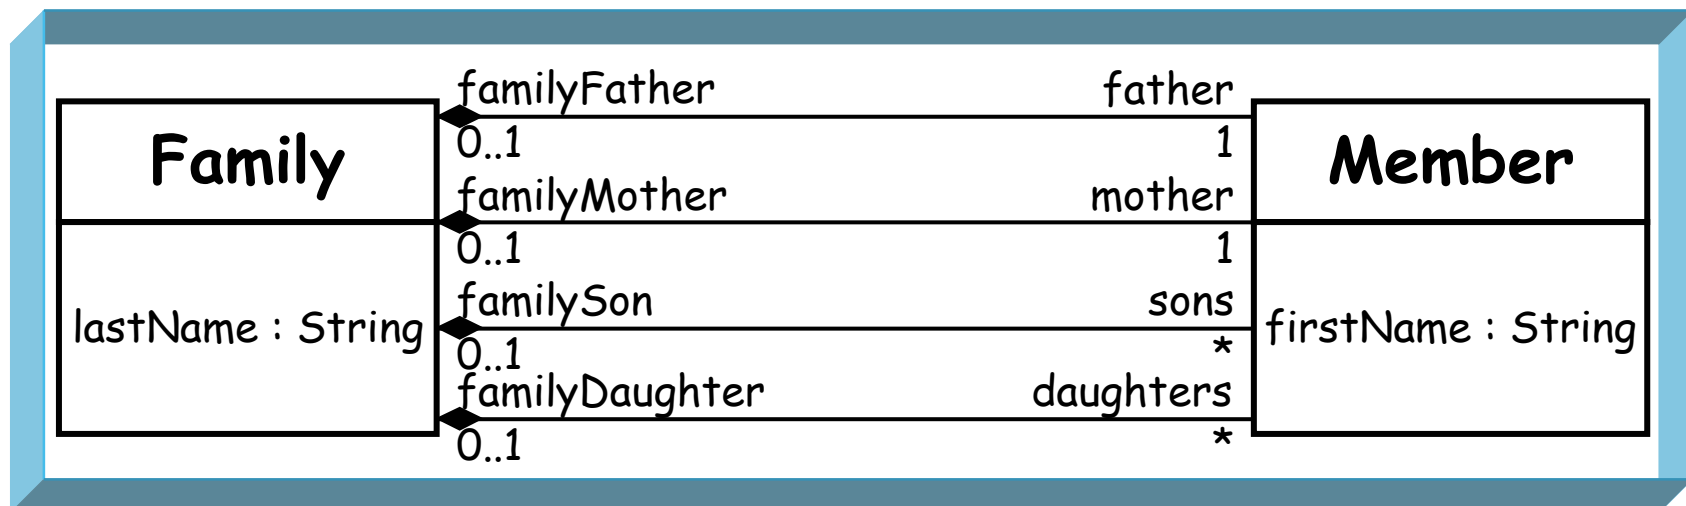 familyFather father
0..1 1
Family Member
familyMother mother
0..1 1
familySon sons
lastName : String firstName : String
0..1 *
familyDaughter daughters
0..1 *